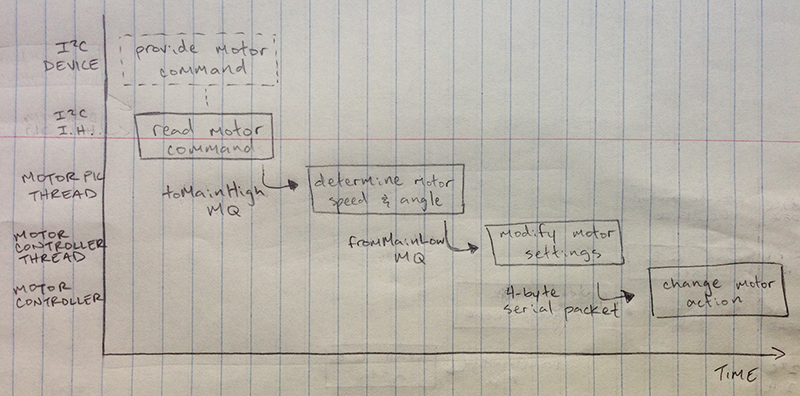 I²C
DEVICE
provide motor
command
I²C
I.H.
read motor
command
MOTOR PIC
THREAD
toMainHigh
MQ
determine motor
speed & angle
MOTOR
CONTROLLER
THREAD
fromMainLow
MQ
modify motor
settings
MOTOR
CONTROLLER
4-byte
serial packet
change motor
action
TIME